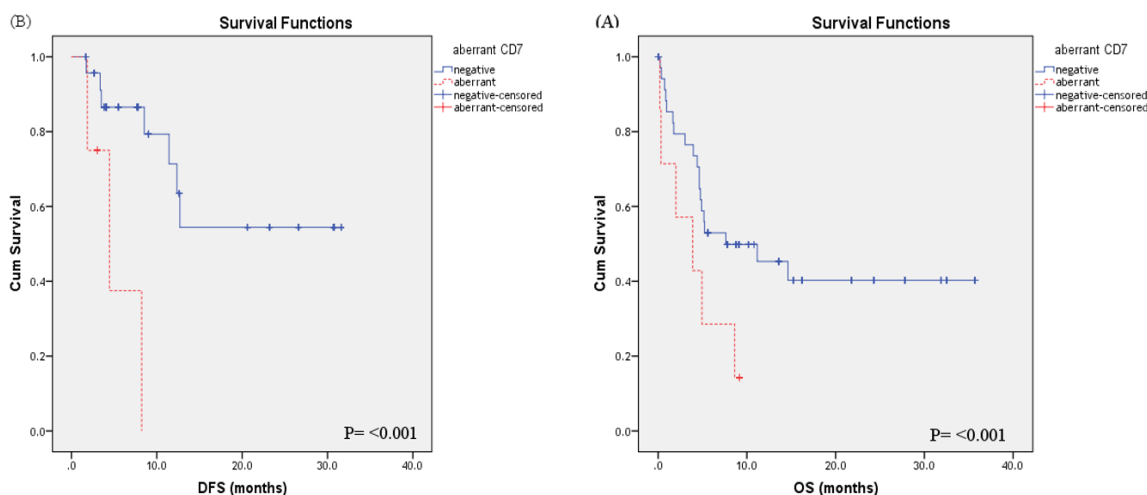 (B)
Survival Functions
aberrant CD7
negative
aberrant
negative-censored
aberrant-censored
1.0
0.8
0.6
0.4
0.2
0.0
Cum Survival
P= <0.001
.0 10.0 20.0 30.0 40.0
DFS (months)
(A)
Survival Functions
aberrant CD7
negative
aberrant
negative-censored
aberrant-censored
1.0
0.8
0.6
0.4
0.2
0.0
Cum Survival
P= <0.001
.0 10.0 20.0 30.0 40.0
OS (months)